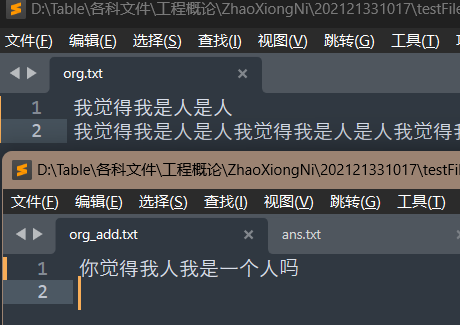 D:\Table\各科文件\工程概论\ZhaoXiongNi\202121331017\testFile
文件(F) 编辑(E) 选择(S) 查找(I) 视图(V) 跳转(G) 工具(T)
org.txt ×
1 我觉得我是人是人
2 我觉得我是人是人我觉得我是人是人我觉得我
D:\Table\各科文件\工程概论\ZhaoXiongNi\202121331017\testF
文件(F) 编辑(E) 选择(S) 查找(I) 视图(V) 跳转(G) 工具(T)
org_add.txt × ans.txt
1 你觉得我人我是一个人吗
2